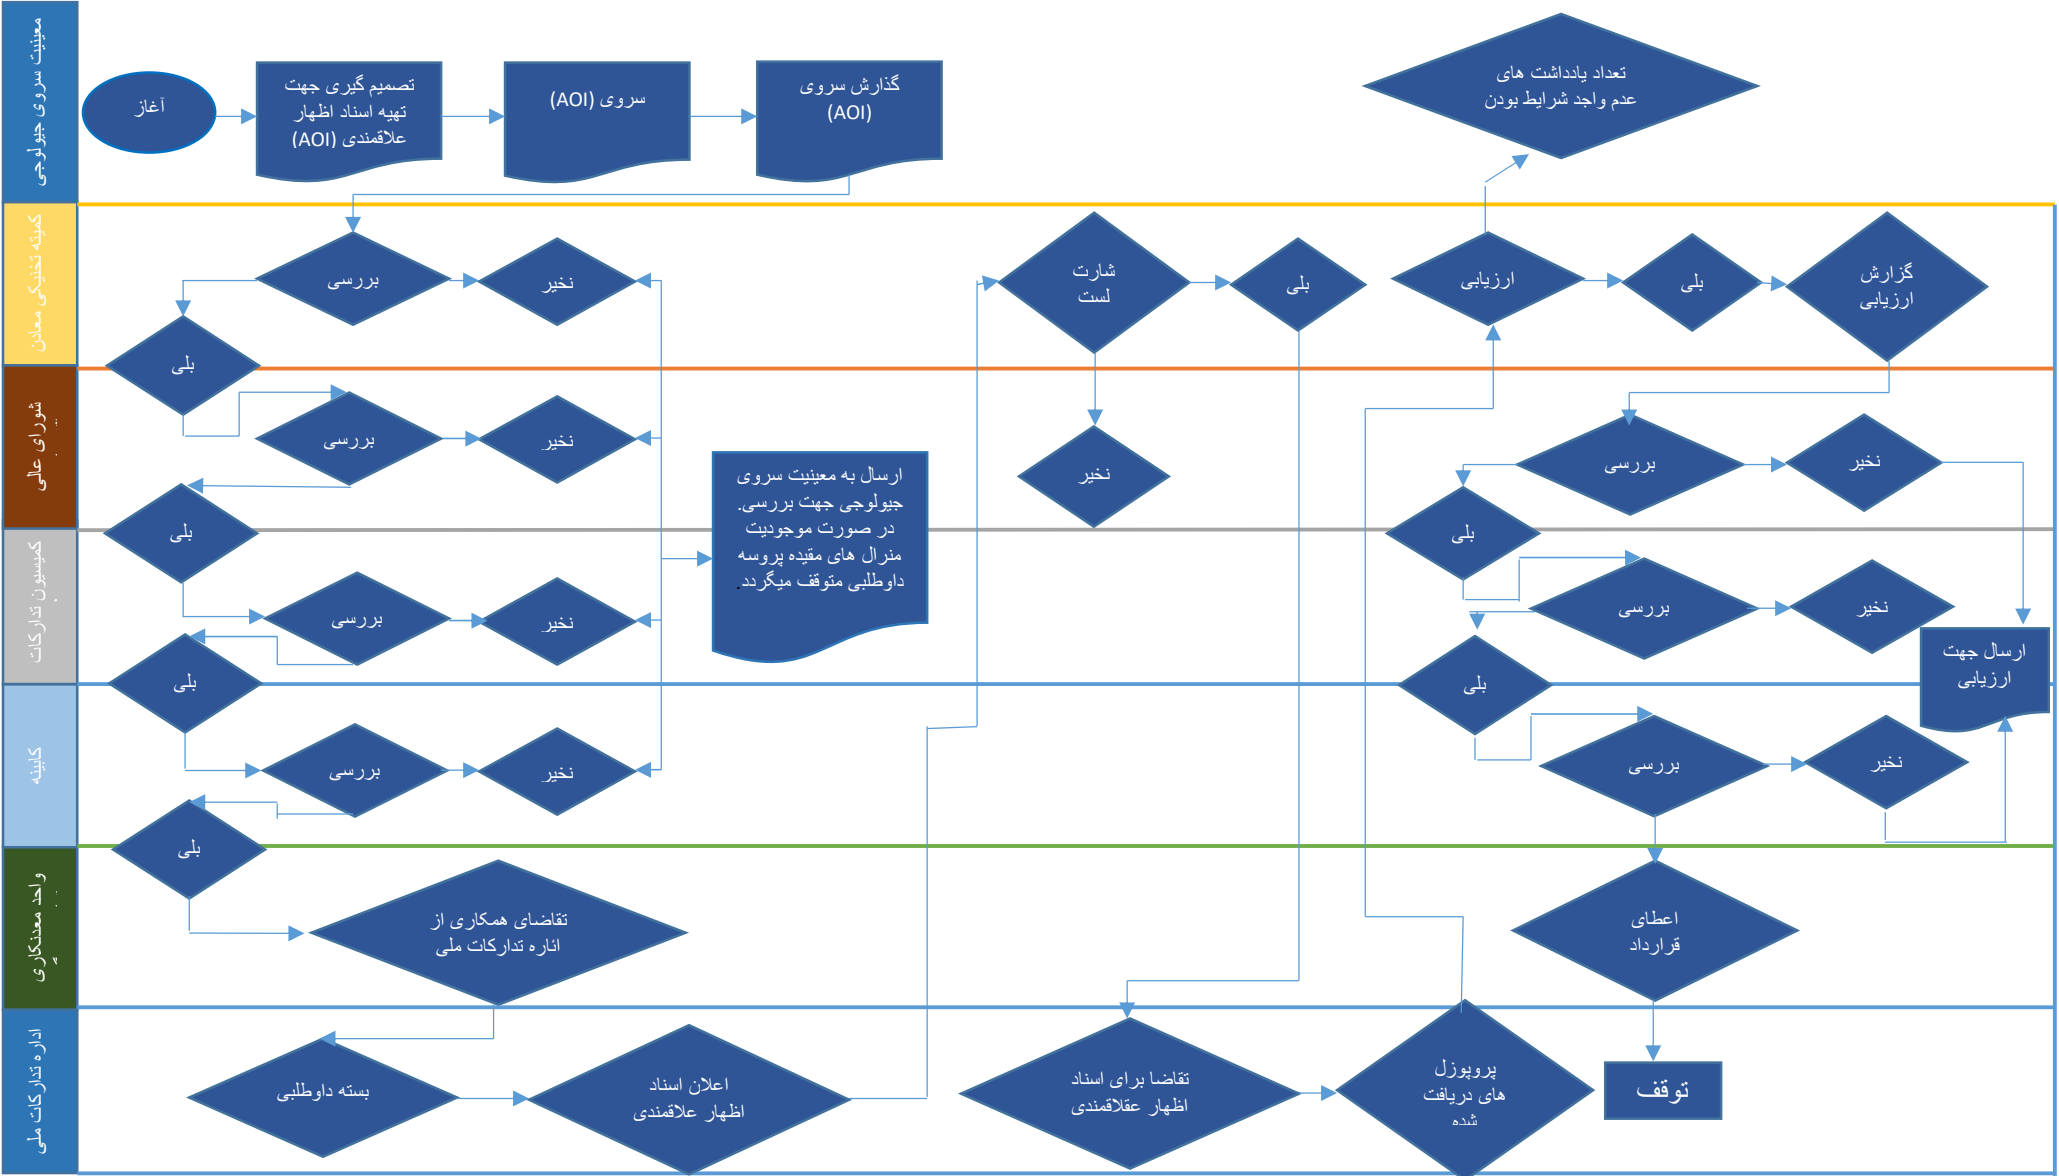 معینیت سروی جیولوجی
آغاز
تصمیم گیری جهت
تهیه اسناد اظهار
علاقمندی (AOI)
سروی (AOI)
گذارش سروی
(AOI)
تعداد یادداشت های
عدم واجد شرایط بودن
کمیته تخنیکی معادن
بررسی
نخیر
بلی
شارت
لست
بلی
نخیر
ارزیابی
بلی
گزارش
ارزیابی
شورای عالی
بررسی
نخیر
بلی
ارسال به معینیت سروی
جیولوجی جهت بررسی.
در صورت موجودیت
منرال های مقیده پروسه
داوطلبی متوقف میگردد.
بررسی
نخیر
بلی
کمیسیون تدارکات
بررسی
نخیر
بلی
بررسی
نخیر
بلی
ارسال جهت
ارزیابی
کابینه
بررسی
نخیر
بلی
بررسی
نخیر
واحد معدنکاری
تقاضای همکاری از
ائاره تدارکات ملی
اعطای
قرارداد
اداره تدارکات ملی
بسته داوطلبی
اعلان اسناد
اظهار علاقمندی
تقاضا برای اسناد
اظهار عقلاقمندی
پروپوزل
های دریافت
شده
توقف